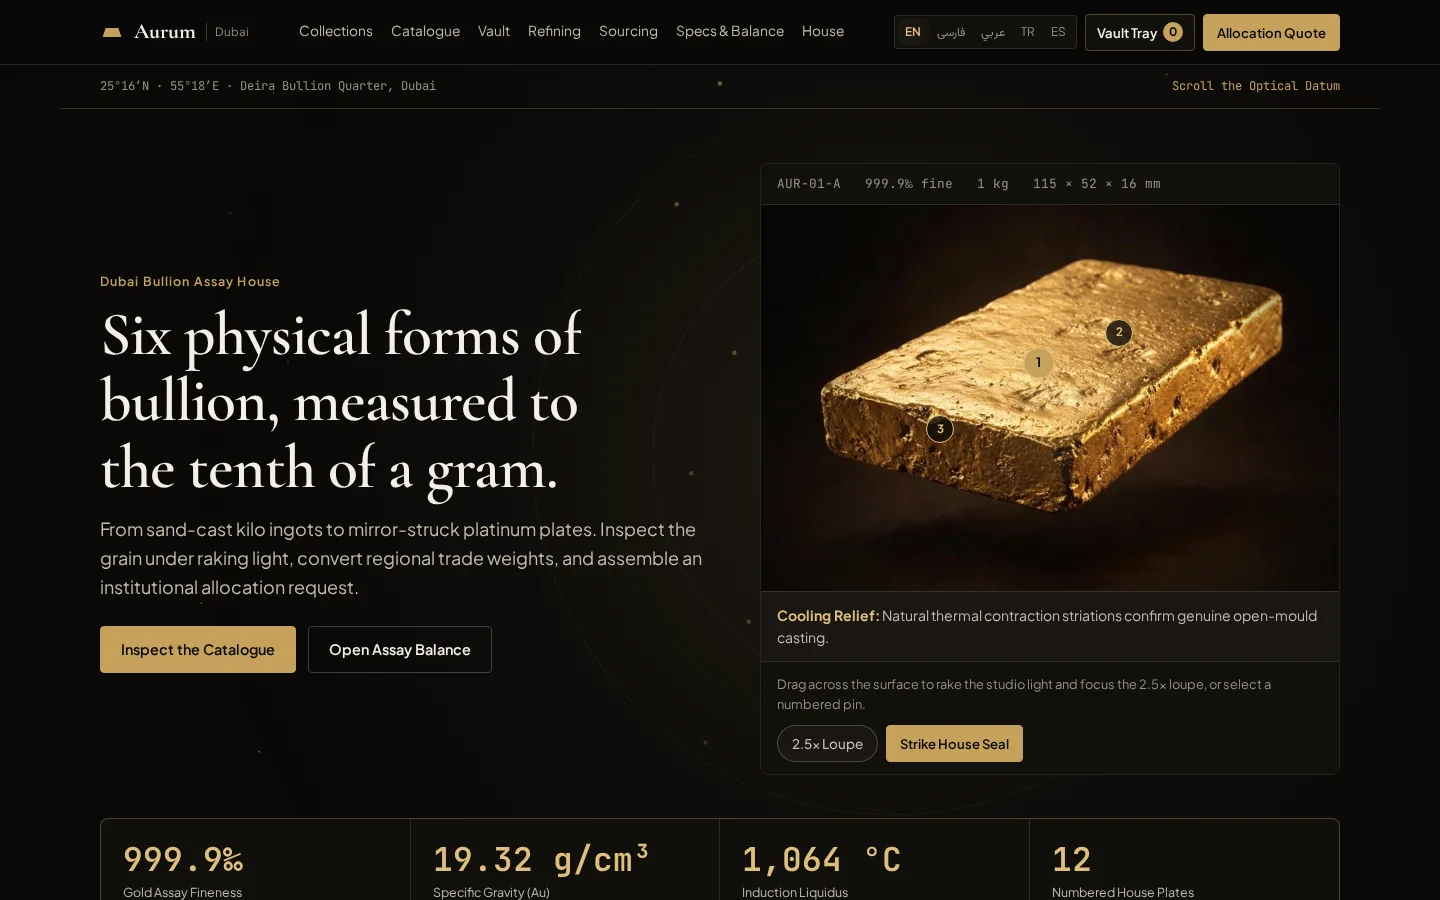 Aurum
Dubai
Collections
Catalogue
Vault
Refining
Sourcing
Specs & Balance
House
EN
فارسی
عربي
TR
ES
Vault Tray 0
Allocation Quote
25°16′N · 55°18′E · Deira Bullion Quarter, Dubai
Scroll the Optical Datum
Dubai Bullion Assay House
Six physical forms of
bullion, measured to
the tenth of a gram.
From sand-cast kilo ingots to mirror-struck platinum plates. Inspect the
grain under raking light, convert regional trade weights, and assemble an
institutional allocation request.
Inspect the Catalogue
Open Assay Balance
AUR-01-A 999.9‰ fine 1 kg 115 × 52 × 16 mm
2
1
3
Cooling Relief: Natural thermal contraction striations confirm genuine open-mould
casting.
Drag across the surface to rake the studio light and focus the 2.5× loupe, or select a
numbered pin.
2.5× Loupe
Strike House Seal
999.9‰
Gold Assay Fineness
19.32 g/cm³
Specific Gravity (Au)
1,064 °C
Induction Liquidus
12
Numbered House Plates